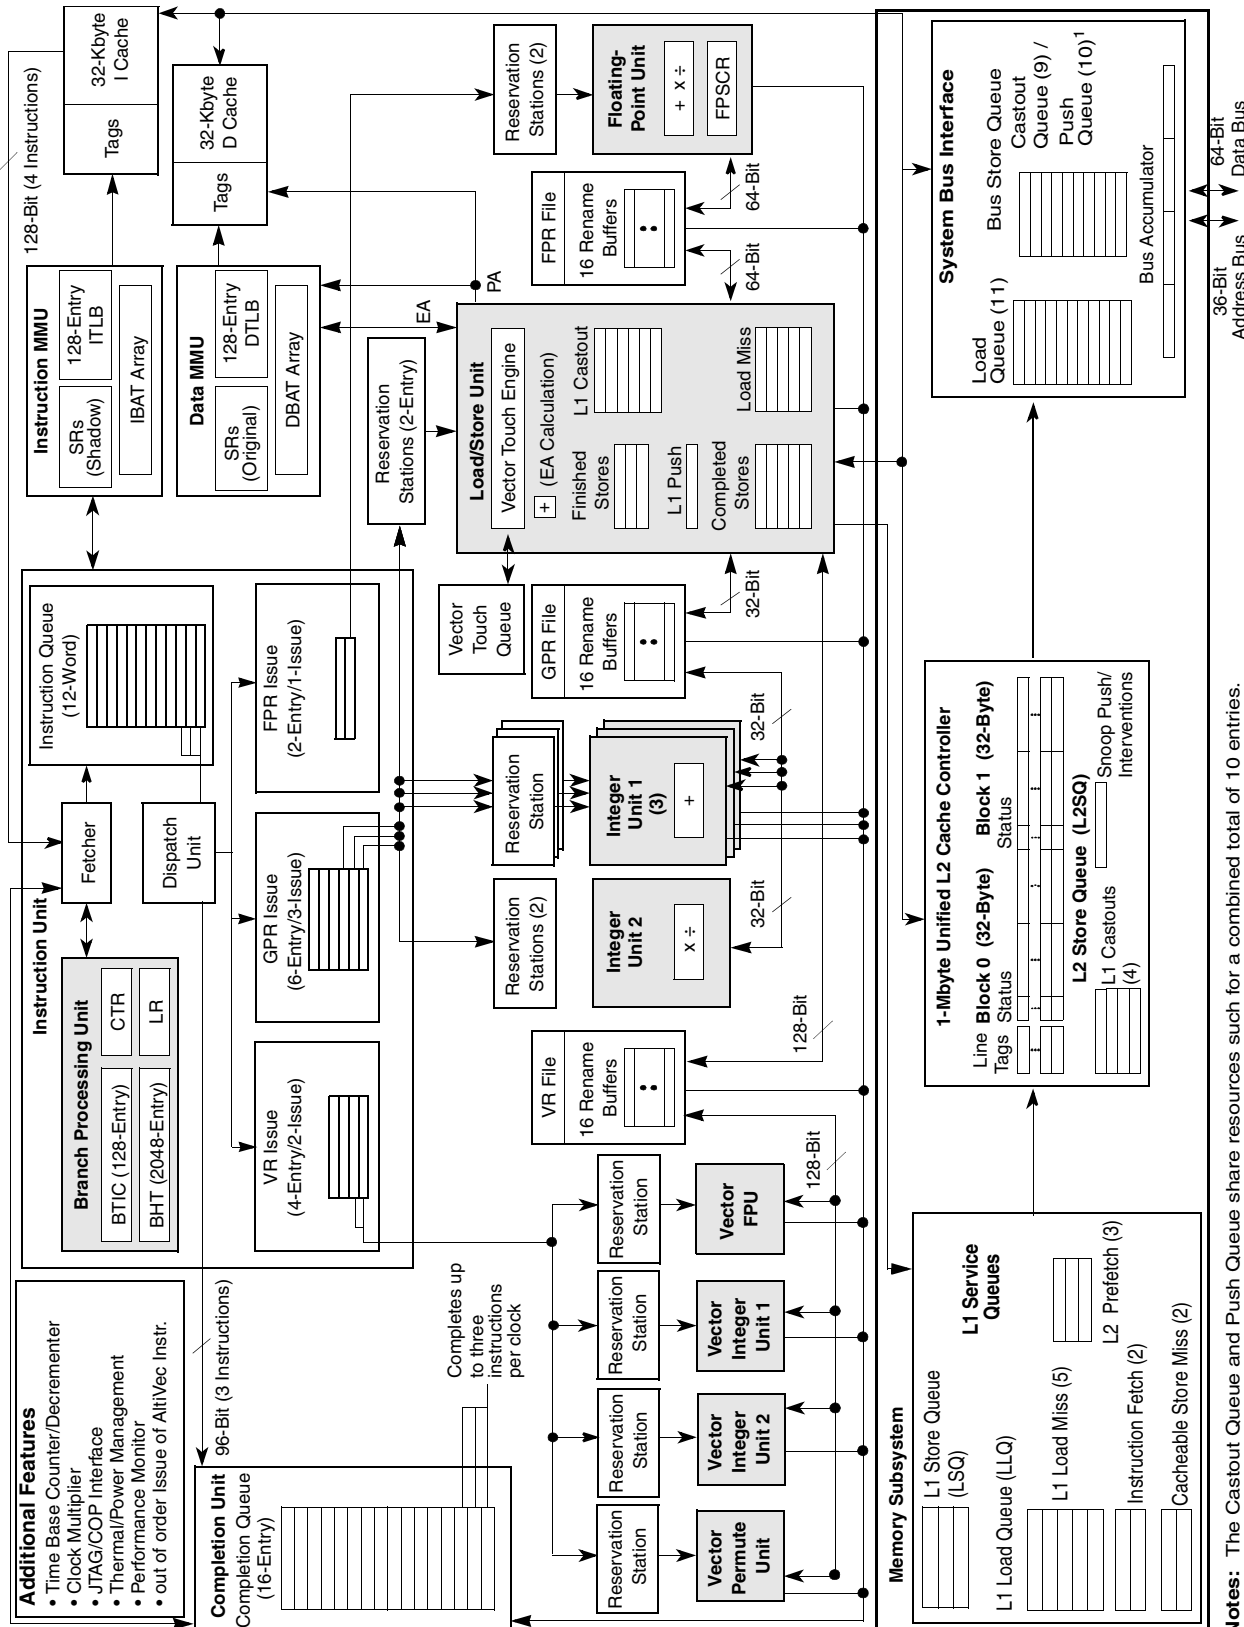 Additional Features
• Time Base Counter/Decrementer
• Clock Multiplier
• JTAG/COP Interface
• Thermal/Power Management
• Performance Monitor
• out of order Issue of AltiVec Instr.
Instruction Unit
Branch Processing Unit
BTIC (128-Entry)
CTR
BHT (2048-Entry)
LR
Fetcher
Dispatch
Unit
Instruction Queue
(12-Word)
VR Issue
(4-Entry/2-Issue)
GPR Issue
(6-Entry/3-Issue)
FPR Issue
(2-Entry/1-Issue)
Instruction MMU
SRs
(Shadow)
128-Entry
ITLB
IBAT Array
Data MMU
SRs
(Original)
128-Entry
DTLB
DBAT Array
128-Bit (4 Instructions)
Tags
32-Kbyte
I Cache
Tags
32-Kbyte
D Cache
96-Bit (3 Instructions)
EA
PA
Completion Unit
Completion Queue
(16-Entry)
Completes up
to three
instructions
per clock
Reservation
Stations (2-Entry)
Vector
Touch
Queue
Load/Store Unit
Vector Touch Engine
+
(EA Calculation)
Finished
Stores
L1 Castout
L1 Push
Completed
Stores
Load Miss
Reservation
Station
Reservation
Station
Reservation
Station
Reservation
Station
Vector
Permute
Unit
Vector
Integer
Unit 2
Vector
Integer
Unit 1
Vector
FPU
128-Bit
VR File
16 Rename
Buffers
128-Bit
Reservation
Stations (2)
Integer
Unit 2
x ÷
32-Bit
Reservation
Station
Integer
Unit 1
(3)
+
32-Bit
GPR File
16 Rename
Buffers
32-Bit
FPR File
16 Rename
Buffers
64-Bit
64-Bit
Reservation
Stations (2)
Floating-
Point Unit
+ x ÷
FPSCR
Memory Subsystem
L1 Store Queue
(LSQ)
L1 Load Queue (LLQ)
L1 Load Miss (5)
Instruction Fetch (2)
Cacheable Store Miss (2)
L1 Service
Queues
L2 Prefetch (3)
1-Mbyte Unified L2 Cache Controller
Line
Tags
Block 0 (32-Byte)
Status
Block 1 (32-Byte)
Status
L2 Store Queue (L2SQ)
L1 Castouts
(4)
Snoop Push/
Interventions
System Bus Interface
Load
Queue (11)
Bus Store Queue
Castout
Queue (9) /
Push
Queue (10)1
Bus Accumulator
36-Bit
Address Bus
64-Bit
Data Bus
Notes: The Castout Queue and Push Queue share resources such for a combined total of 10 entries.